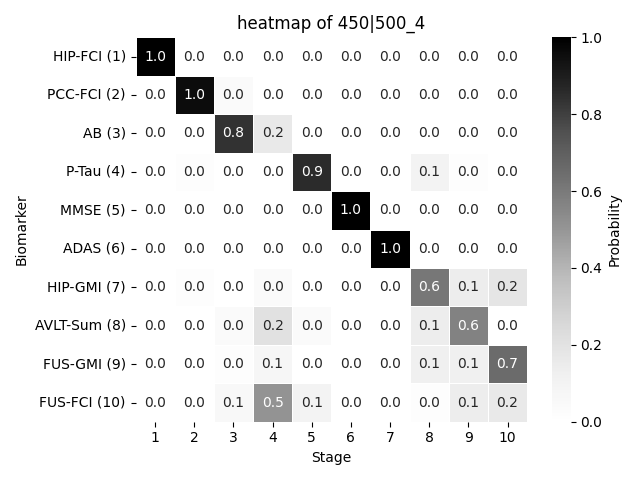 heatmap of 450|500_4
HIP-FCI (1) 1.0 0.0 0.0 0.0 0.0 0.0 0.0 0.0 0.0 0.0
PCC-FCI (2) 0.0 1.0 0.0 0.0 0.0 0.0 0.0 0.0 0.0 0.0
AB (3) 0.0 0.0 0.8 0.2 0.0 0.0 0.0 0.0 0.0 0.0
P-Tau (4) 0.0 0.0 0.0 0.0 0.9 0.0 0.0 0.1 0.0 0.0
MMSE (5) 0.0 0.0 0.0 0.0 0.0 1.0 0.0 0.0 0.0 0.0
ADAS (6) 0.0 0.0 0.0 0.0 0.0 0.0 1.0 0.0 0.0 0.0
HIP-GMI (7) 0.0 0.0 0.0 0.0 0.0 0.0 0.0 0.6 0.1 0.2
AVLT-Sum (8) 0.0 0.0 0.0 0.2 0.0 0.0 0.0 0.1 0.6 0.0
FUS-GMI (9) 0.0 0.0 0.0 0.1 0.0 0.0 0.0 0.1 0.1 0.7
FUS-FCI (10) 0.0 0.0 0.1 0.5 0.1 0.0 0.0 0.0 0.1 0.2
1 2 3 4 5 6 7 8 9 10
Stage
Biomarker
1.0
0.8
0.6
0.4
0.2
0.0
Probability